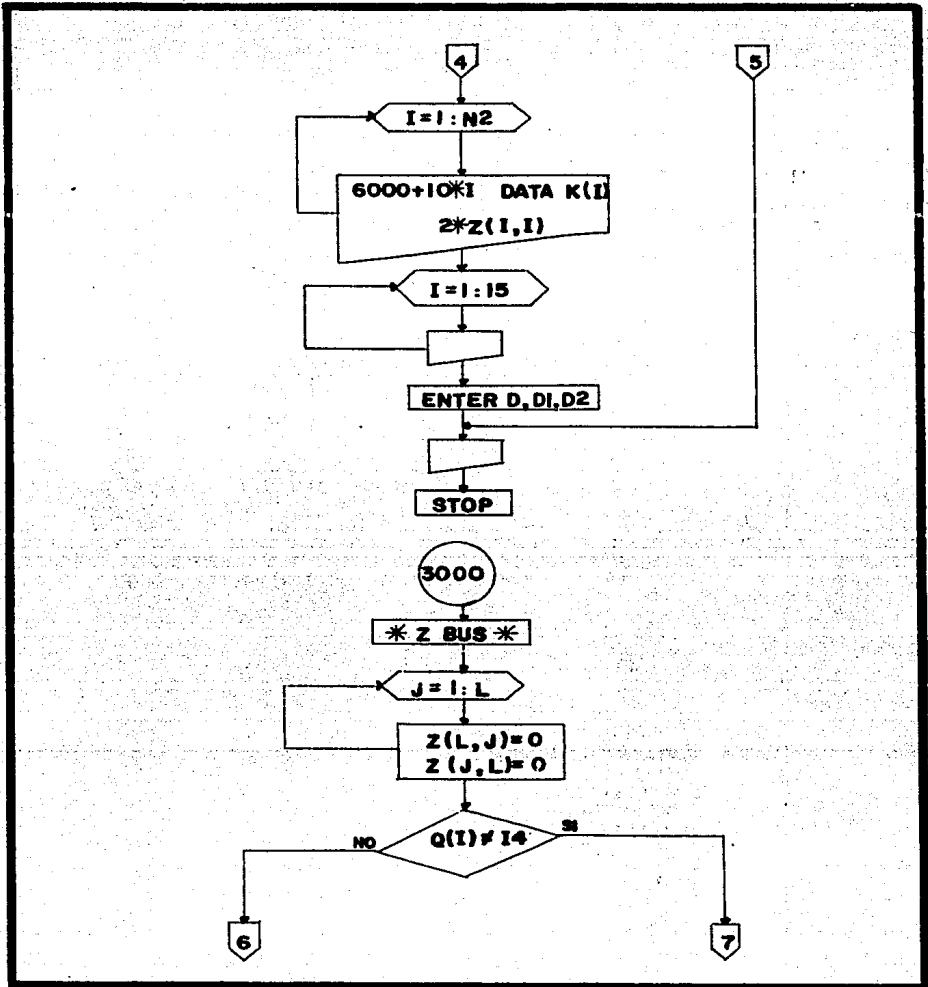 4
5
I=1:N2
6000+10*I DATA K(I)
2*Z(I,I)
I=1:15
ENTER D,D1,D2
STOP
3000
* Z BUS *
J=1:L
Z(L,J)=0
Z(J,L)=0
Q(I)≠I4
NO
SI
6
7